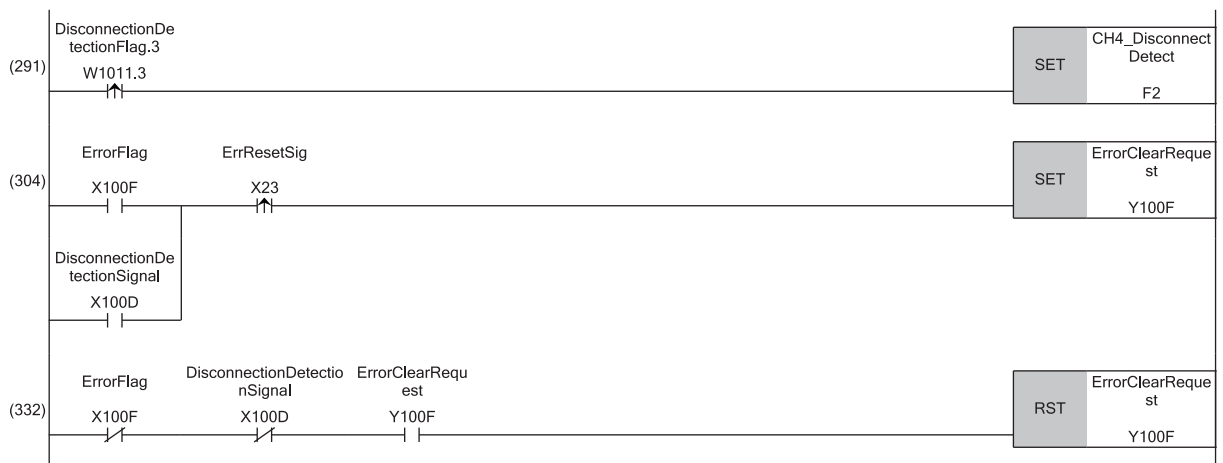 DisconnectionDe
tectionFlag.3
(291)
W1011.3
SET
CH4_Disconnect
Detect
F2
ErrorFlag
ErrResetSig
(304)
X100F
X23
SET
ErrorClearReque
st
Y100F
DisconnectionDe
tectionSignal
X100D
ErrorFlag
DisconnectionDetectio
nSignal
ErrorClearRequ
est
(332)
X100F
X100D
Y100F
RST
ErrorClearReque
st
Y100F